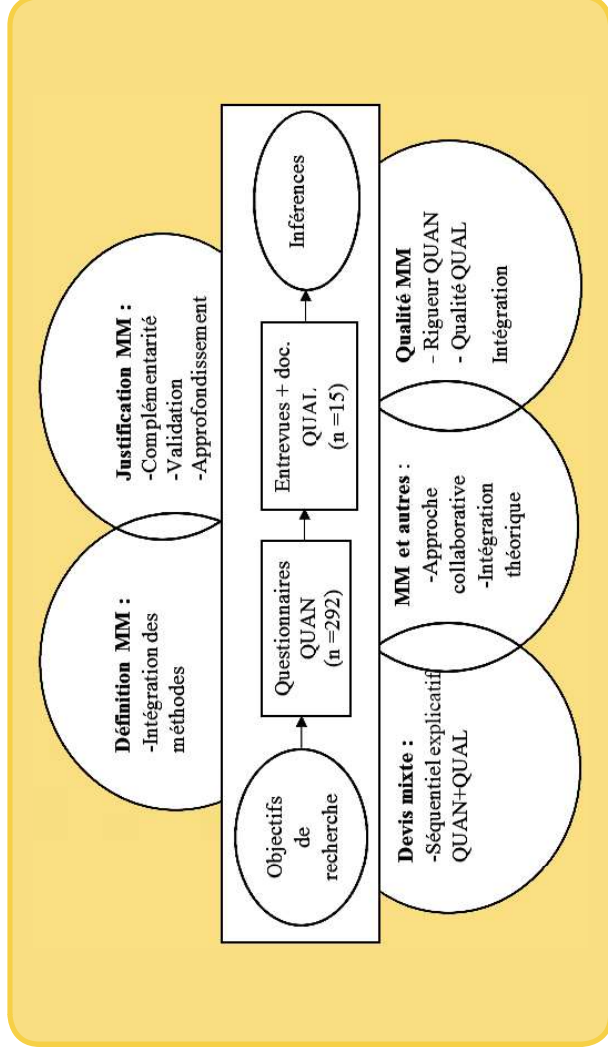 Définition MM :
-Intégration des
méthodes
Justification MM :
-Complémentarité
-Validation
-Approfondissement
Objectifs
de
recherche
Questionnaires
QUAN
(n =292)
Entrevues + doc.
QUAL
(n =15)
Inférences
Devis mixte :
-Séquentiel explicatif
QUAN+QUAL
MM et autres :
-Approche
collaborative
-Intégration
théorique
Qualité MM
- Rigueur QUAN
- Qualité QUAL
Intégration